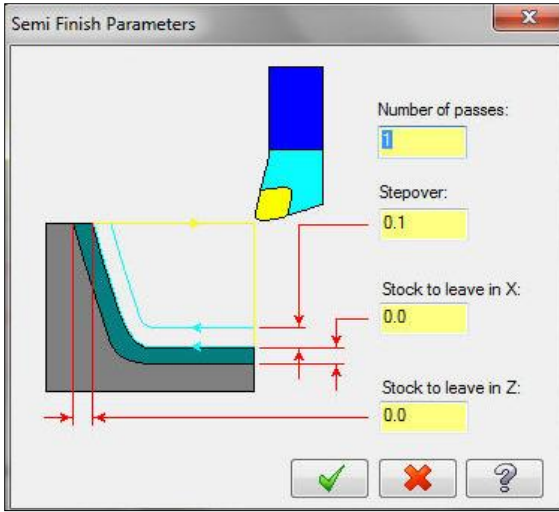 Semi Finish Parameters
Number of passes:
1
Stepover:
0.1
Stock to leave in X:
0.0
Stock to leave in Z:
0.0